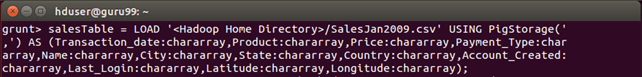 hduser@guru99: ~
grunt> salesTable = LOAD '<Hadoop Home Directory>/SalesJan2009.csv' USING PigStorage('
,') AS (Transaction_date:chararray,Product:chararray,Price:chararray,Payment_Type:char
array,Name:chararray,City:chararray,State:chararray,Country:chararray,Account_Created:
chararray,Last_Login:chararray,Latitude:chararray,Longitude:chararray);